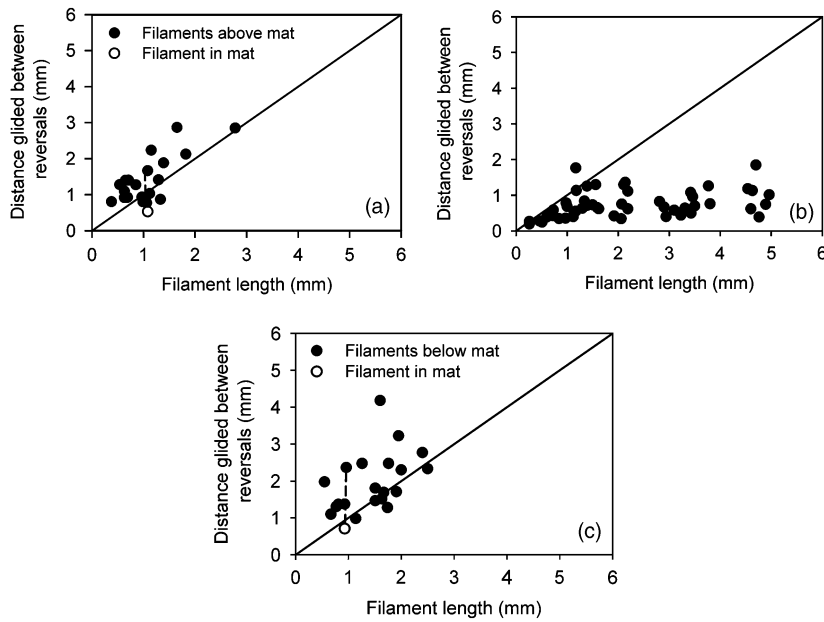 6
5
4
3
2
1
0
Distance glided between
reversals (mm)
Filaments above mat
Filament in mat
(a)
0 1 2 3 4 5 6
Filament length (mm)
6
5
4
3
2
1
0
Distance glided between
reversals (mm)
(b)
0 1 2 3 4 5 6
Filament length (mm)
6
5
4
3
2
1
0
Distance glided between
reversals (mm)
Filaments below mat
Filament in mat
(c)
0 1 2 3 4 5 6
Filament length (mm)